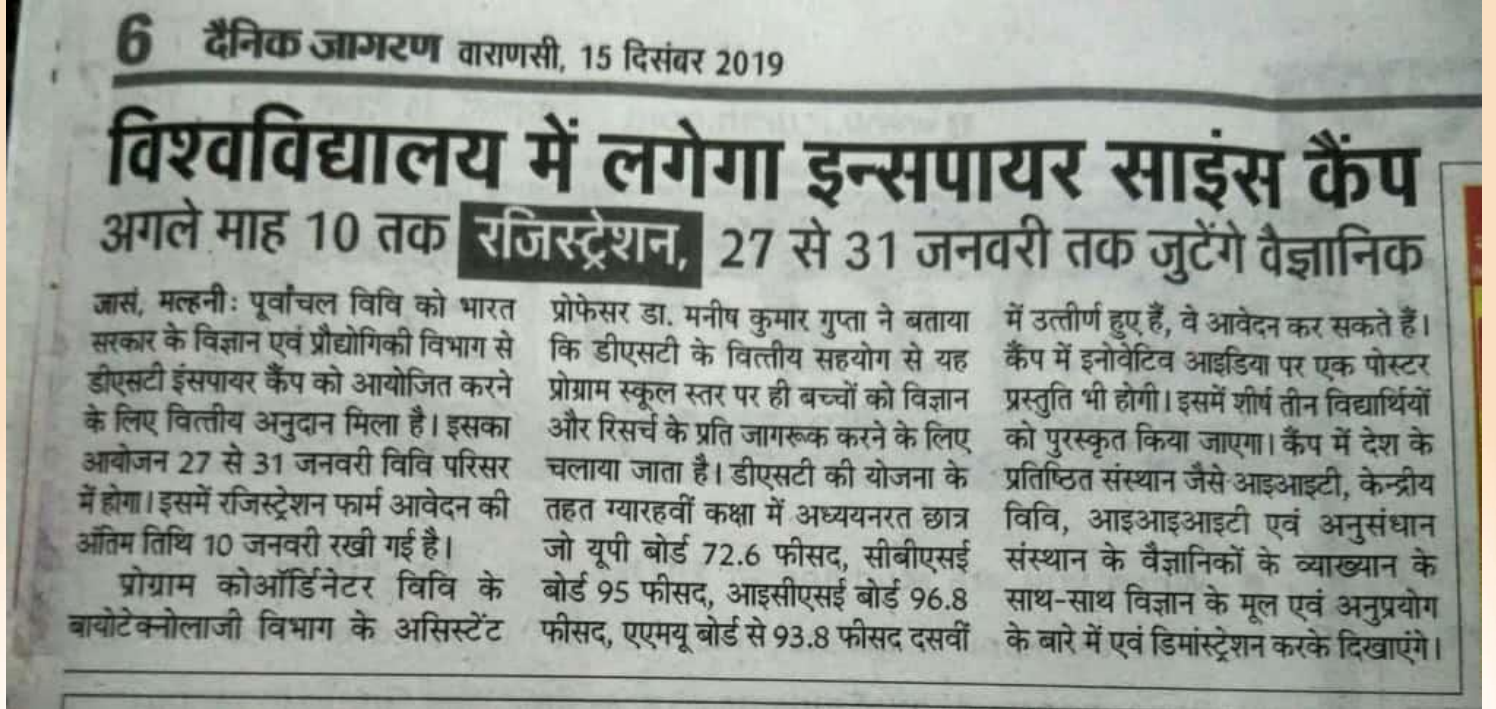 6 दैनिक जागरण वाराणसी, 15 दिसंबर 2019
विश्वविद्यालय में लगेगा इन्सपायर साइंस कैंप
अगले माह 10 तक रजिस्ट्रेशन, 27 से 31 जनवरी तक जुटेंगे वैज्ञानिक
जासं, मल्हनी: पूर्वांचल विवि को भारत
सरकार के विज्ञान एवं प्रौद्योगिकी विभाग से
डीएसटी इंसपायर कैंप को आयोजित करने
के लिए वित्तीय अनुदान मिला है। इसका
आयोजन 27 से 31 जनवरी विवि परिसर
में होगा। इसमें रजिस्ट्रेशन फार्म आवेदन की
अंतिम तिथि 10 जनवरी रखी गई है।
प्रोग्राम कोऑर्डिनेटर विवि के
बायोटेक्नोलाजी विभाग के असिस्टेंट
प्रोफेसर डा. मनीष कुमार गुप्ता ने बताया
कि डीएसटी के वित्तीय सहयोग से यह
प्रोग्राम स्कूल स्तर पर ही बच्चों को विज्ञान
और रिसर्च के प्रति जागरूक करने के लिए
चलाया जाता है। डीएसटी की योजना के
तहत ग्यारहवीं कक्षा में अध्ययनरत छात्र
जो यूपी बोर्ड 72.6 फीसद, सीबीएसई
बोर्ड 95 फीसद, आइसीएसई बोर्ड 96.8
फीसद, एएमयू बोर्ड से 93.8 फीसद दसवीं
में उत्तीर्ण हुए हैं, वे आवेदन कर सकते हैं।
कैंप में इनोवेटिव आइडिया पर एक पोस्टर
प्रस्तुति भी होगी। इसमें शीर्ष तीन विद्यार्थियों
को पुरस्कृत किया जाएगा। कैंप में देश के
प्रतिष्ठित संस्थान जैसे आइआइटी, केन्द्रीय
विवि, आइआइआइटी एवं अनुसंधान
संस्थान के वैज्ञानिकों के व्याख्यान के
साथ-साथ विज्ञान के मूल एवं अनुप्रयोग
के बारे में एवं डिमांस्ट्रेशन करके दिखाएंगे।